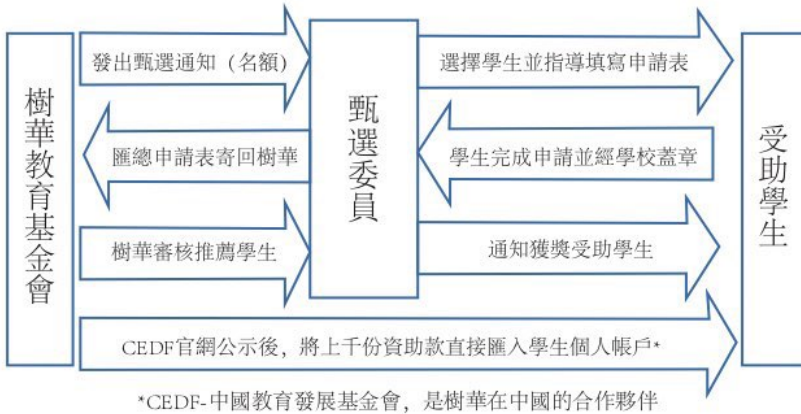 樹華教育基金會
發出甄選通知（名額）
甄選委員
選擇學生並指導填寫申請表
受助學生
匯總申請表寄回樹華
學生完成申請並經學校蓋章
樹華審核推薦學生
通知獲獎受助學生
CEDF官網公示後，將上千份資助款直接匯入學生個人帳戶*
*CEDF-中國教育發展基金會，是樹華在中國的合作夥伴